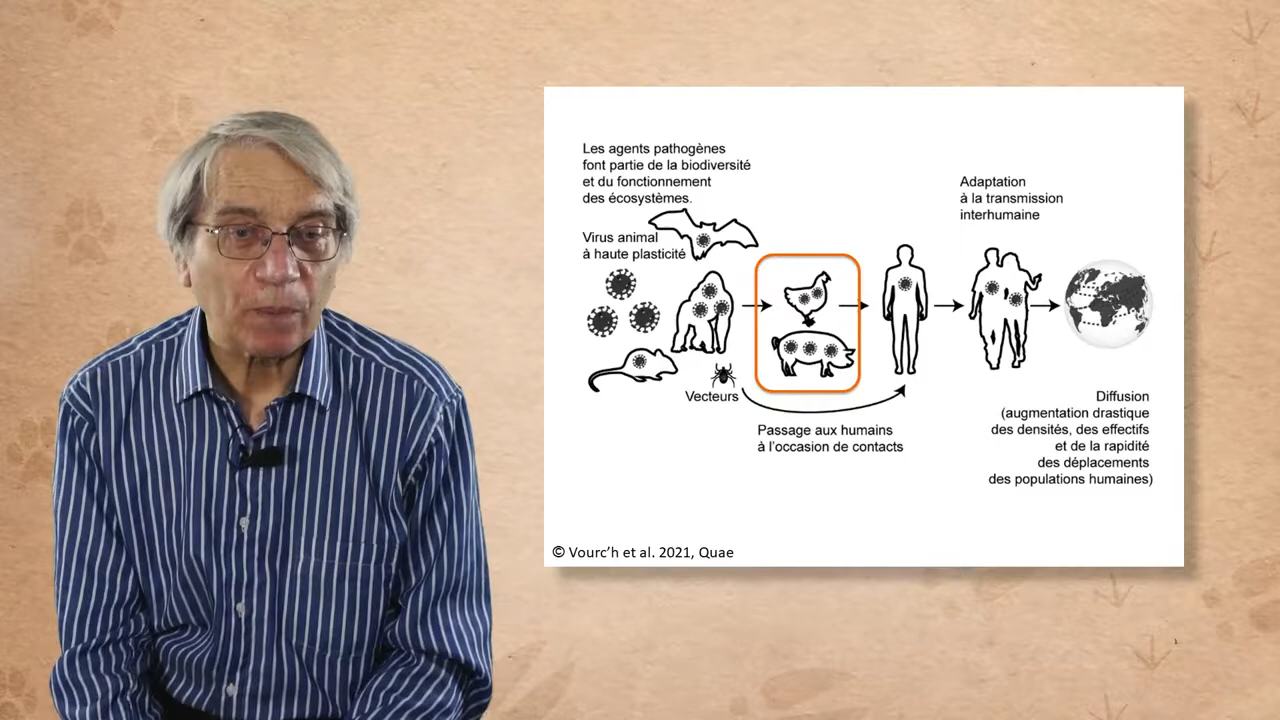 Les agents pathogènes
font partie de la biodiversité
et du fonctionnement
des écosystèmes.
Virus animal
à haute plasticité
Vecteurs
Passage aux humains
à l'occasion de contacts
Adaptation
à la transmission
interhumaine
Diffusion
(augmentation drastique
des densités, des effectifs
et de la rapidité
des déplacements
des populations humaines)
© Vourc'h et al. 2021, Quae